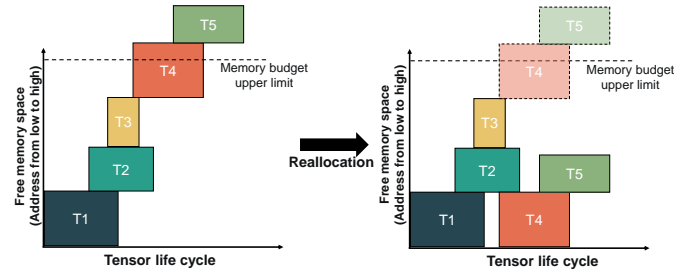 T5
T4
Memory budget
upper limit
T3
T2
T1
Free memory space
(Address from low to high)
Tensor life cycle
Reallocation
T5
T4
Memory budget
upper limit
T3
T2
T5
T1
T4
Free memory space
(Address from low to high)
Tensor life cycle